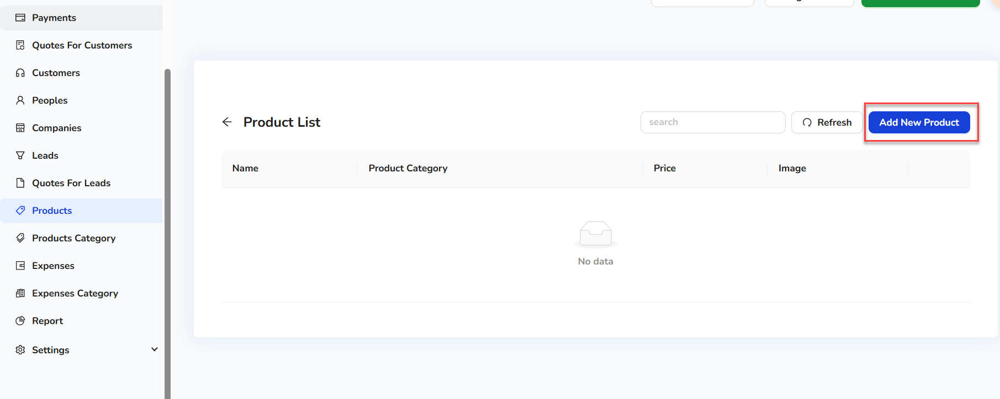 Payments
Quotes For Customers
Customers
Peoples
Companies
Leads
Quotes For Leads
Products
Products Category
Expenses
Expenses Category
Report
Settings
Product List
search
Refresh
Add New Product
Name
Product Category
Price
Image
No data